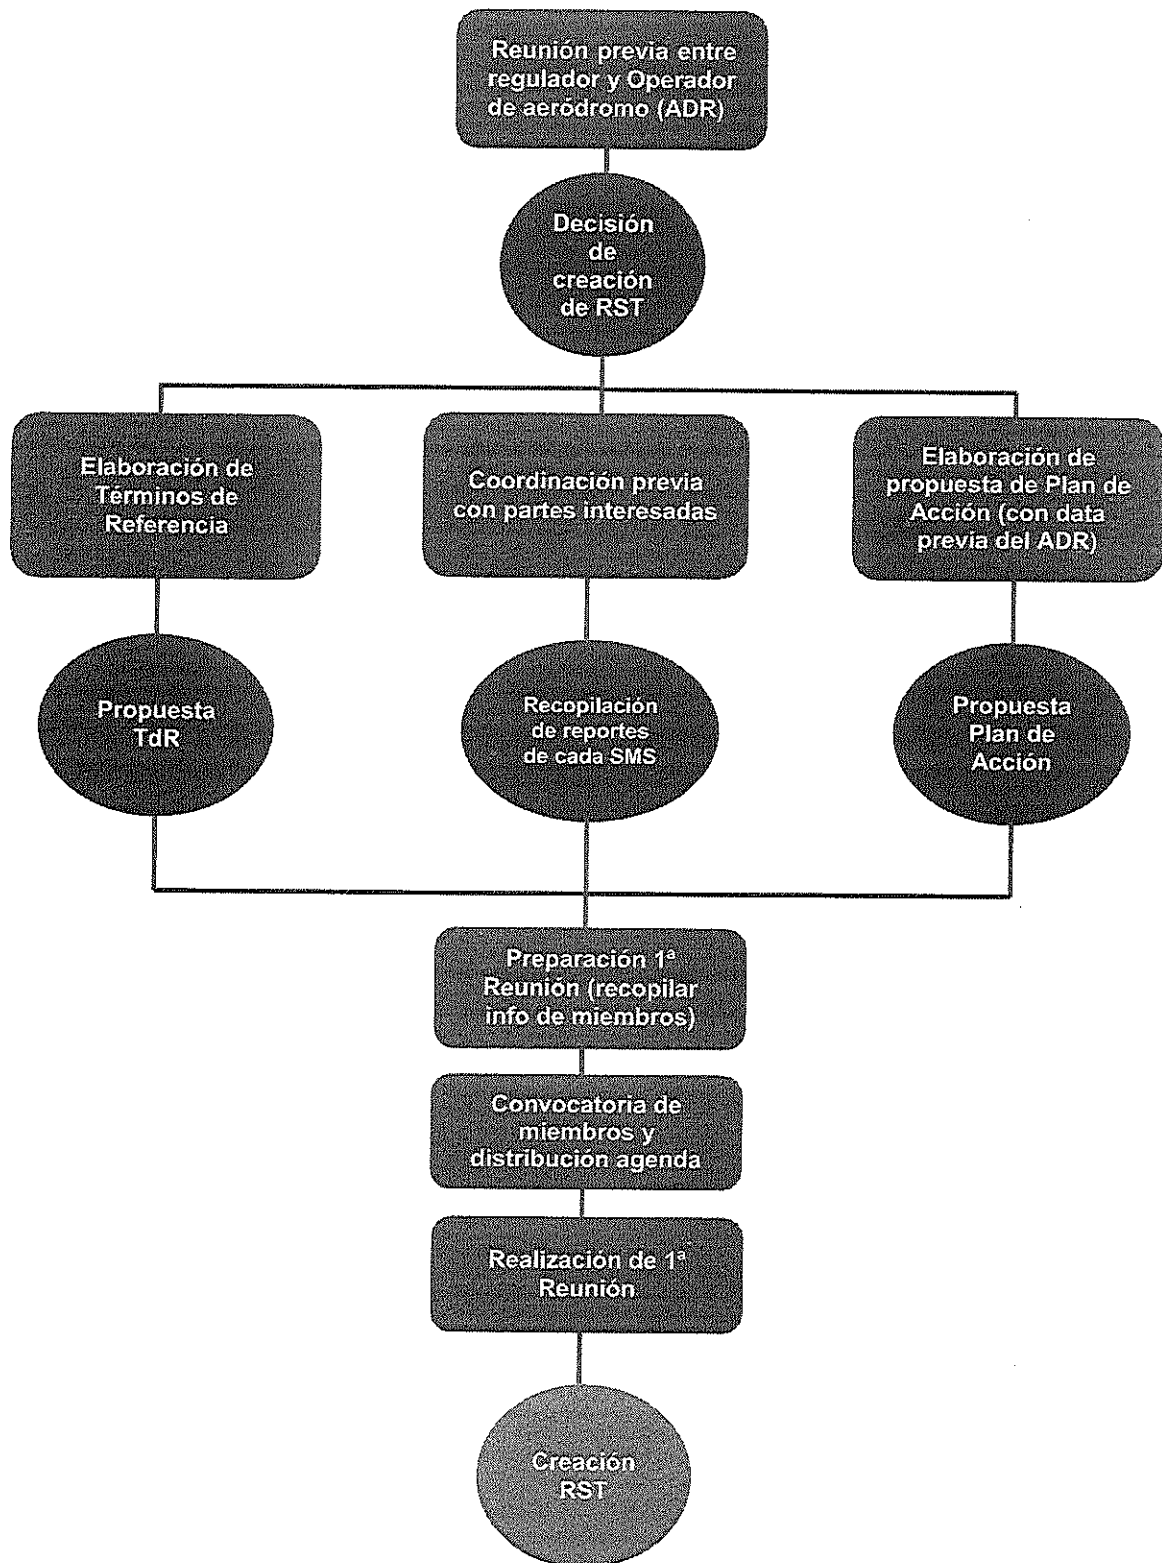 Reunión previa entre
regulador y Operador
de aeródromo (ADR)
Decisión
de
creación
de RST
Elaboración de
Términos de
Referencia
Coordinación previa
con partes interesadas
Elaboración de
propuesta de Plan de
Acción (con data
previa del ADR)
Propuesta
TdR
Recopilación
de reportes
de cada SMS
Propuesta
Plan de
Acción
Preparación 1ª
Reunión (recopilar
info de miembros)
Convocatoria de
miembros y
distribución agenda
Realización de 1ª
Reunión
Creación
RST